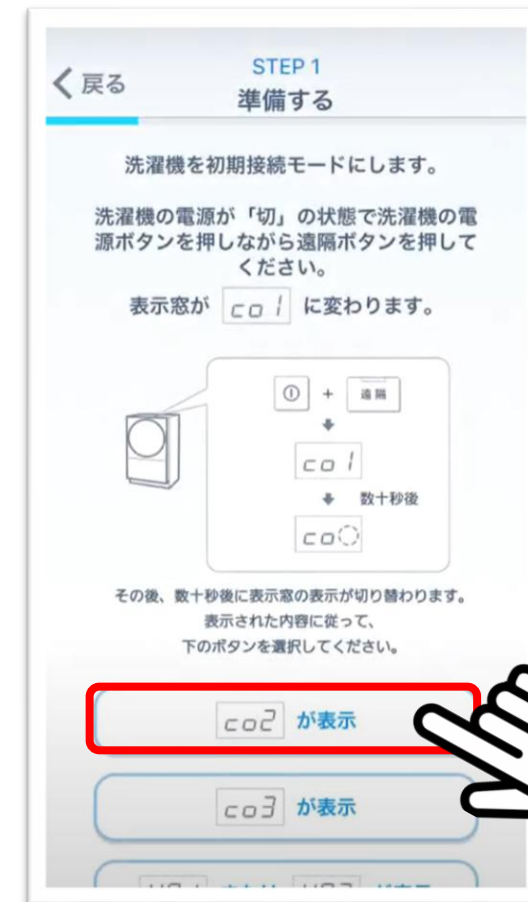 戻る
STEP 1
準備する
洗濯機を初期接続モードにします。
洗濯機の電源が「切」の状態で洗濯機の電
源ボタンを押しながら遠隔ボタンを押して
ください。
表示窓が co1 に変わります。
+ 遠隔
co1
数十秒後
co
その後、数十秒後に表示窓の表示が切り替わります。
表示された内容に従って、
下のボタンを選択してください。
co2 が表示
co3 が表示